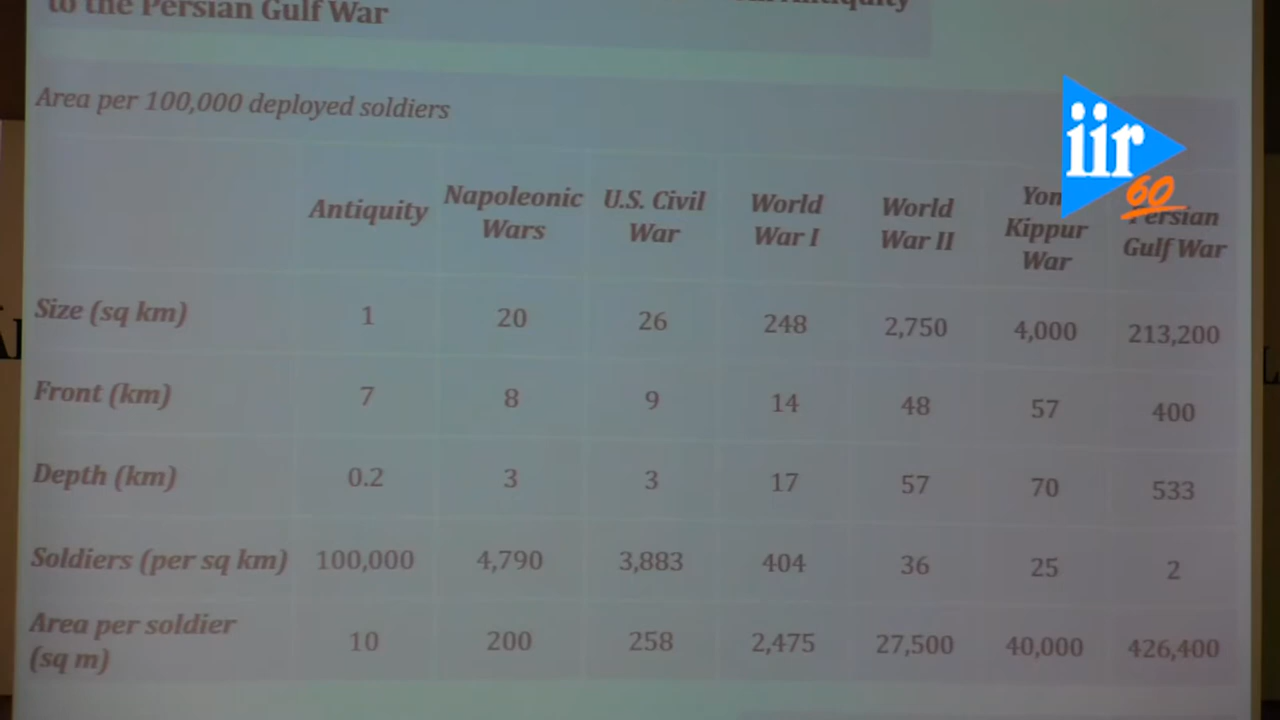 to the Persian Gulf War
Antiquity
Area per 100,000 deployed soldiers
iir
60
Antiquity Napoleonic Wars U.S. Civil War World War I World War II Kippur War Persian Gulf War
Size (sq km) 1 20 26 248 2,750 4,000 213,200
Front (km) 7 8 9 14 48 57 400
Depth (km) 0.2 3 3 17 57 70 533
Soldiers (per sq km) 100,000 4,790 3,883 404 36 25 2
Area per soldier (sq m) 10 200 258 2,475 27,500 40,000 426,400